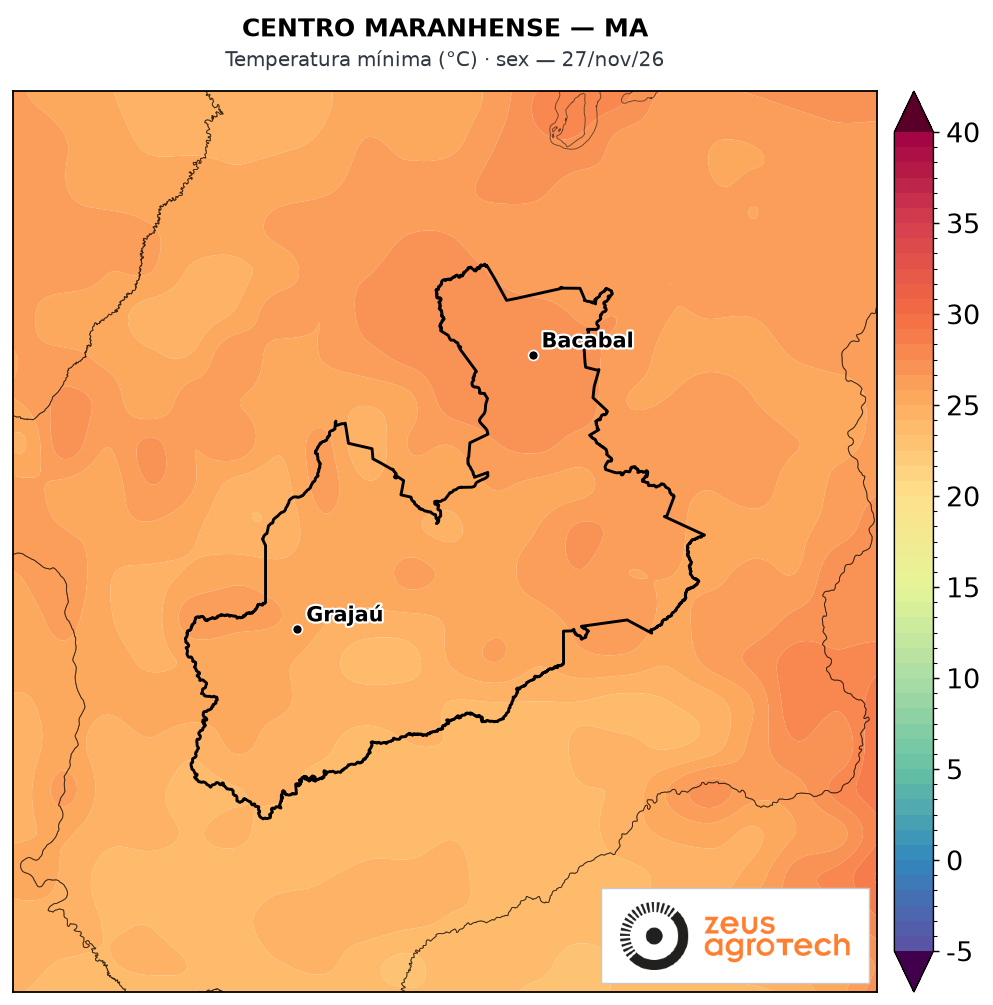 CENTRO MARANHENSE — MA
Temperatura mínima (°C) · sex — 27/nov/26
40
35
30
25
20
15
10
5
0
-5
Bacabal
Grajaú
zeus
agrotech